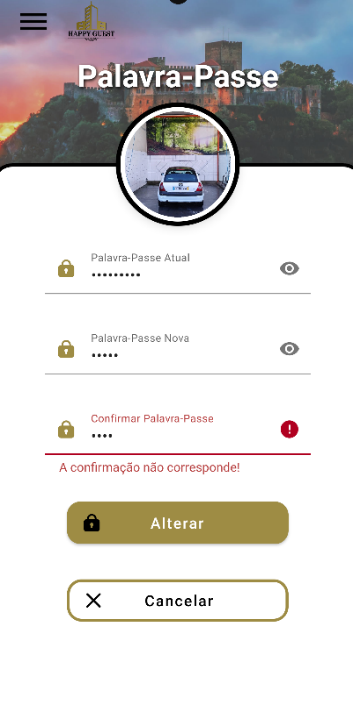 HAPPY GUEST
Palavra-Passe
Palavra-Passe Atual
•••••••••
Palavra-Passe Nova
•••••
Confirmar Palavra-Passe
••••
A confirmação não corresponde!
Alterar
Cancelar